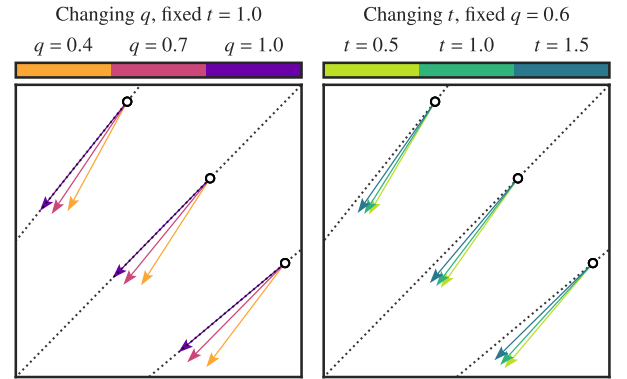 Changing q, fixed t = 1.0
q = 0.4 q = 0.7 q = 1.0
Changing t, fixed q = 0.6
t = 0.5 t = 1.0 t = 1.5